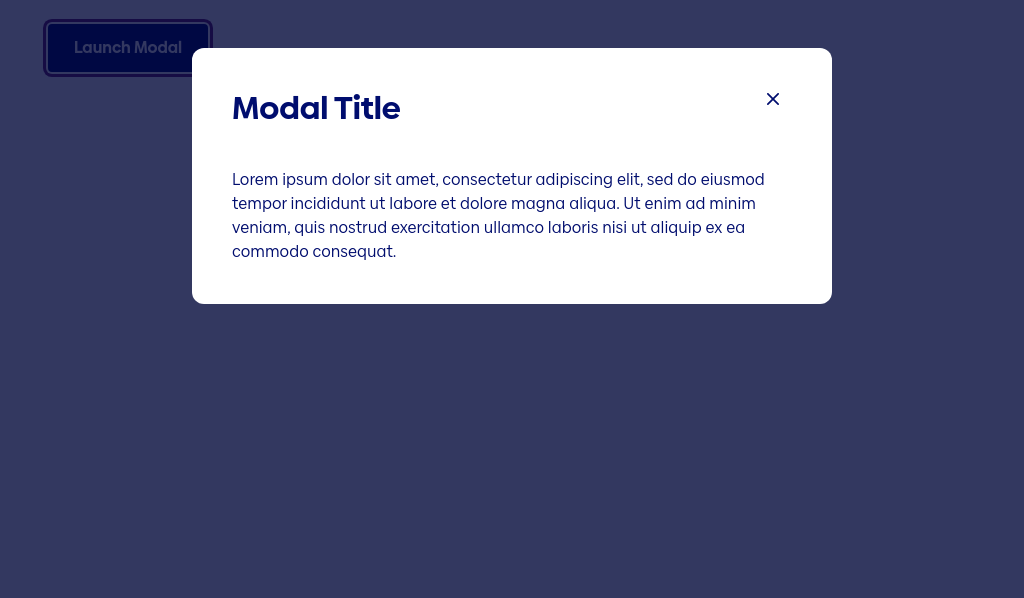 Launch Modal
Modal Title
Lorem ipsum dolor sit amet, consectetur adipiscing elit, sed do eiusmod
tempor incididunt ut labore et dolore magna aliqua. Ut enim ad minim
veniam, quis nostrud exercitation ullamco laboris nisi ut aliquip ex ea
commodo consequat.